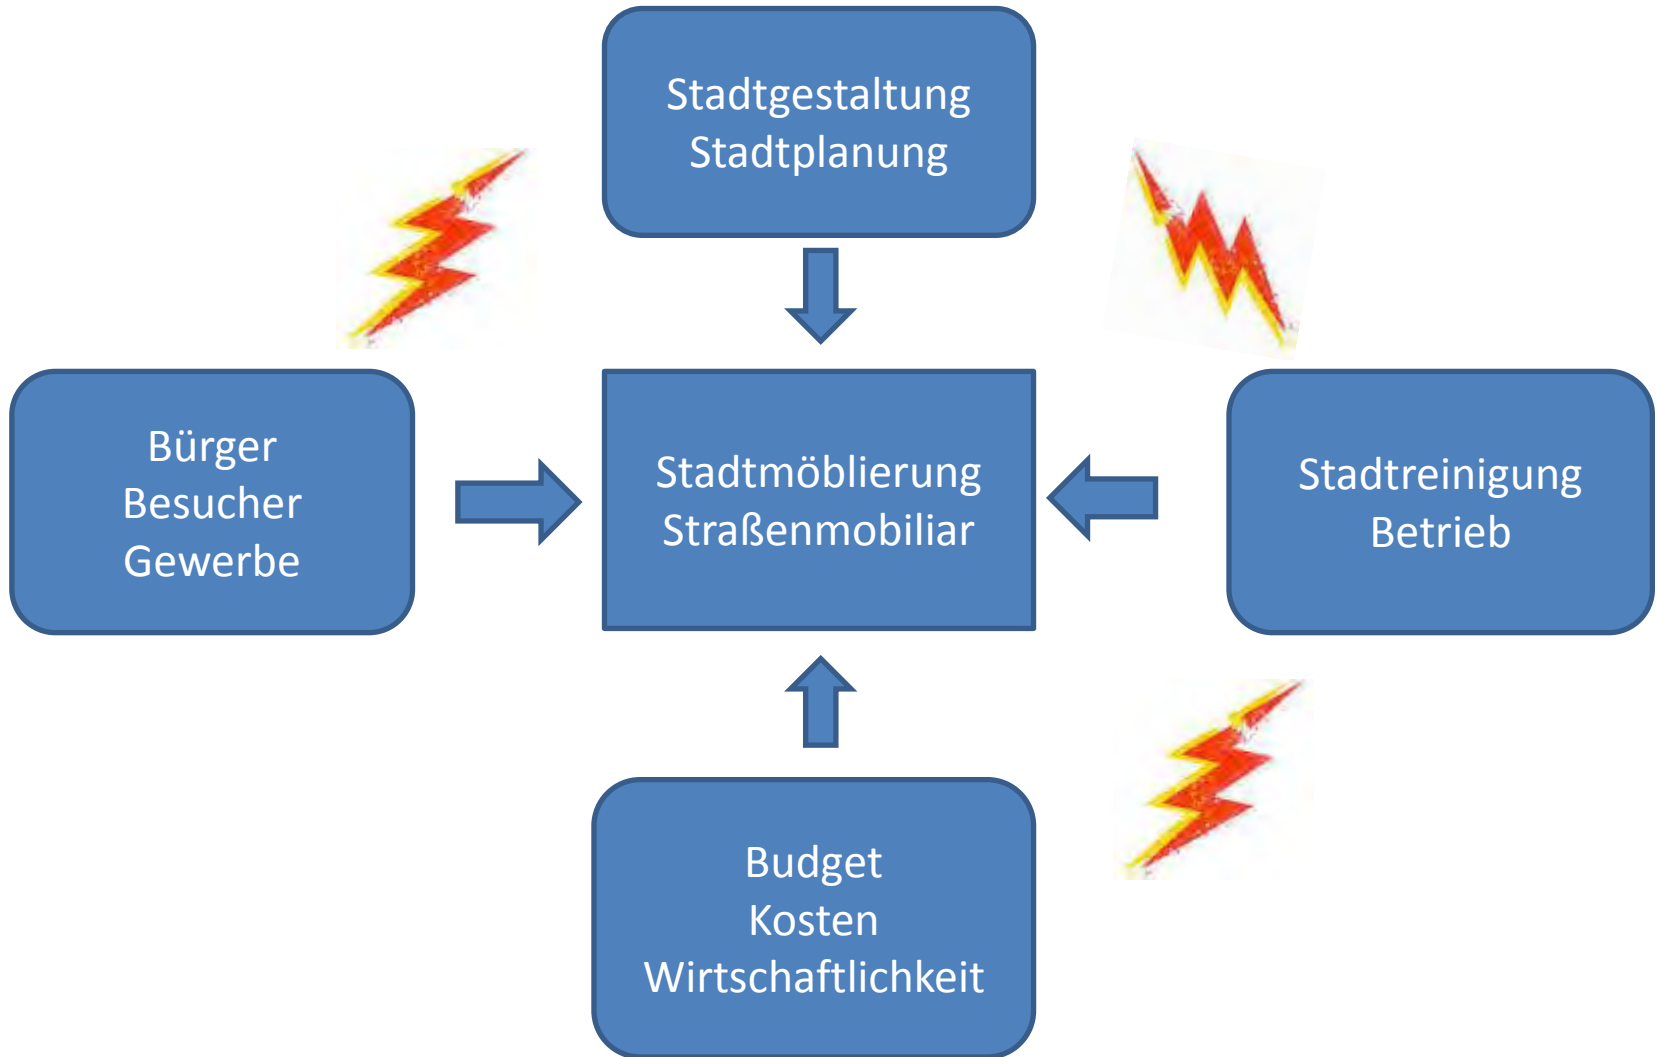 Stadtgestaltung
Stadtplanung
Bürger
Besucher
Gewerbe
Stadtmöblierung
Straßenmobiliar
Stadtreinigung
Betrieb
Budget
Kosten
Wirtschaftlichkeit